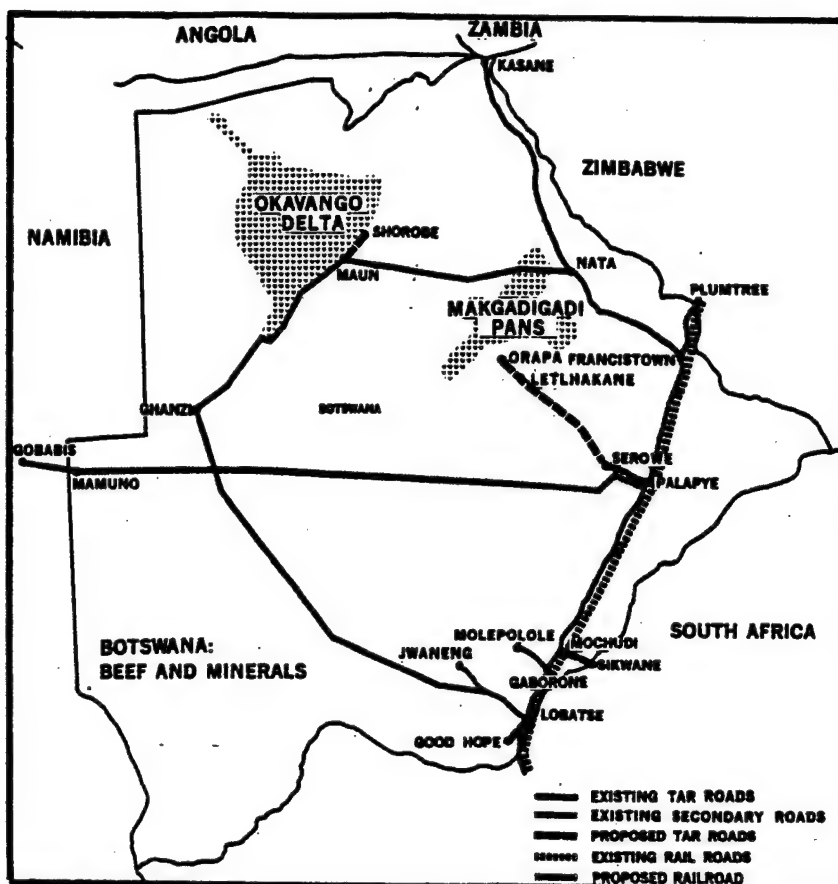 ANGOLA
ZAMBIA
KASANE
ZIMBABWE
OKAVANGO
DELTA
NAMIBIA
SHOROBE
MAUN
NATA
PLUMTREE
MAKGADIGADI
PANS
ORAPA FRANCISTOWN
LETLHAKANE
GHANZI
BOTSWANA
GOBABIS
SEROWE
MAMUNO
PALAPYE
BOTSWANA:
BEEF AND MINERALS
MOLEPOLOLE
MOCHUDI
SOUTH AFRICA
JWANENG
SIKWANE
GABORONE
LOBATSE
GOOD HOPE
EXISTING TAR ROADS
EXISTING SECONDARY ROADS
PROPOSED TAR ROADS
EXISTING RAIL ROADS
PROPOSED RAILROAD